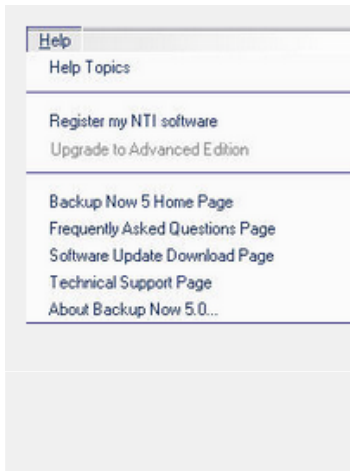 Help
Help Topics
Register my NTI software
Upgrade to Advanced Edition
Backup Now 5 Home Page
Frequently Asked Questions Page
Software Update Download Page
Technical Support Page
About Backup Now 5.0...